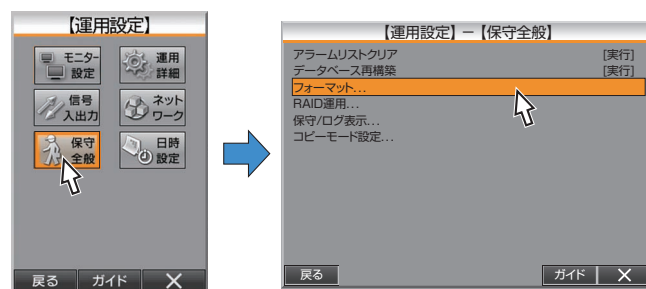 【運用設定】
モニター
設定
運用
詳細
信号
入出力
ネット
ワーク
保守
全般
日時
設定
戻る ガイド ×
【運用設定】－【保守全般】
アラームリストクリア [実行]
データベース再構築 [実行]
フォーマット...
RAID運用...
保守/ログ表示...
コピーモード設定...
戻る ガイド ×